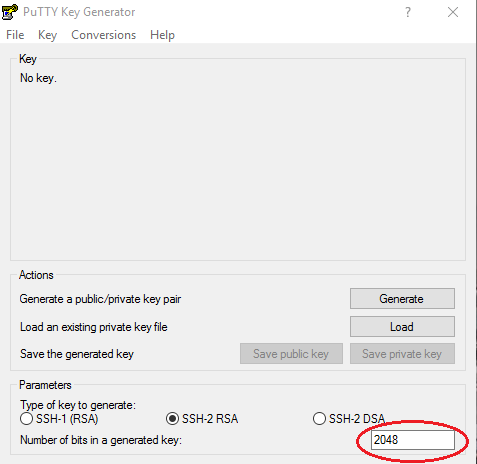 PuTTY Key Generator ?
File Key Conversions Help
Key
No key.
Actions
Generate a public/private key pair Generate
Load an existing private key file Load
Save the generated key Save public key Save private key
Parameters
Type of key to generate:
SSH-1 (RSA) SSH-2 RSA SSH-2 DSA
Number of bits in a generated key: 2048